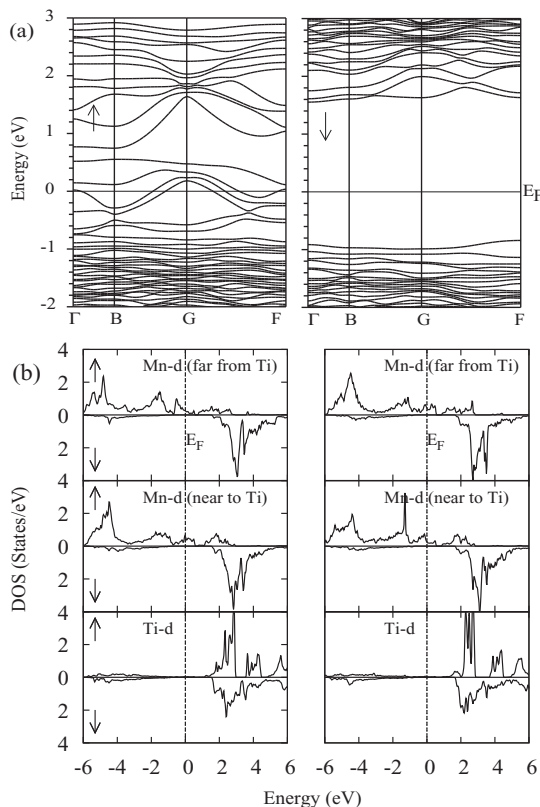 (a)
Energy (eV)
3
2
1
0
-1
-2
Γ B G F
Γ B G F
E_F
(b)
DOS (States/eV)
4
2
0
2
4
2
0
2
4
2
0
2
4
Mn-d (far from Ti)
E_F
Mn-d (near to Ti)
Ti-d
Mn-d (far from Ti)
E_F
Mn-d (near to Ti)
Ti-d
-6 -4 -2 0 2 4 6
-6 -4 -2 0 2 4 6
Energy (eV)